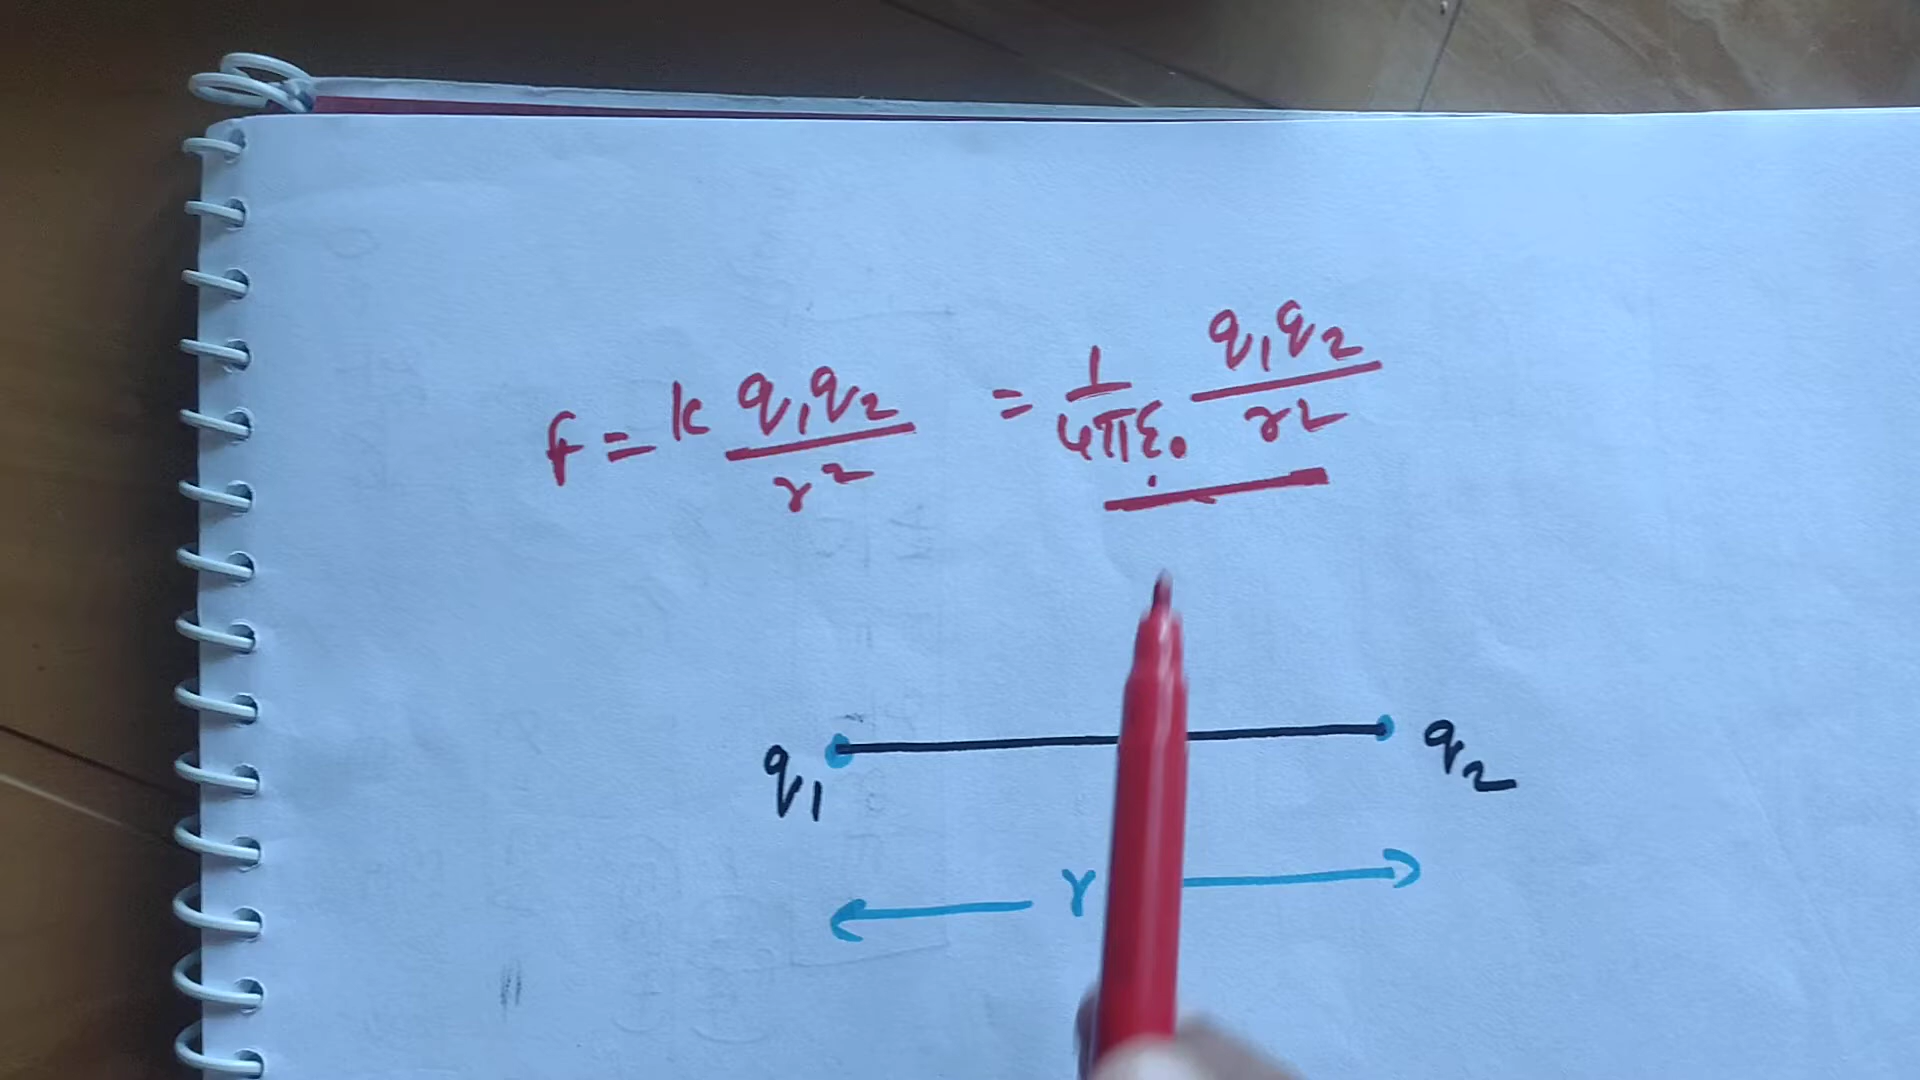 F = k q₁q₂ / r² = 1 / 4πε₀ q₁q₂ / r²
q₁ q₂
r